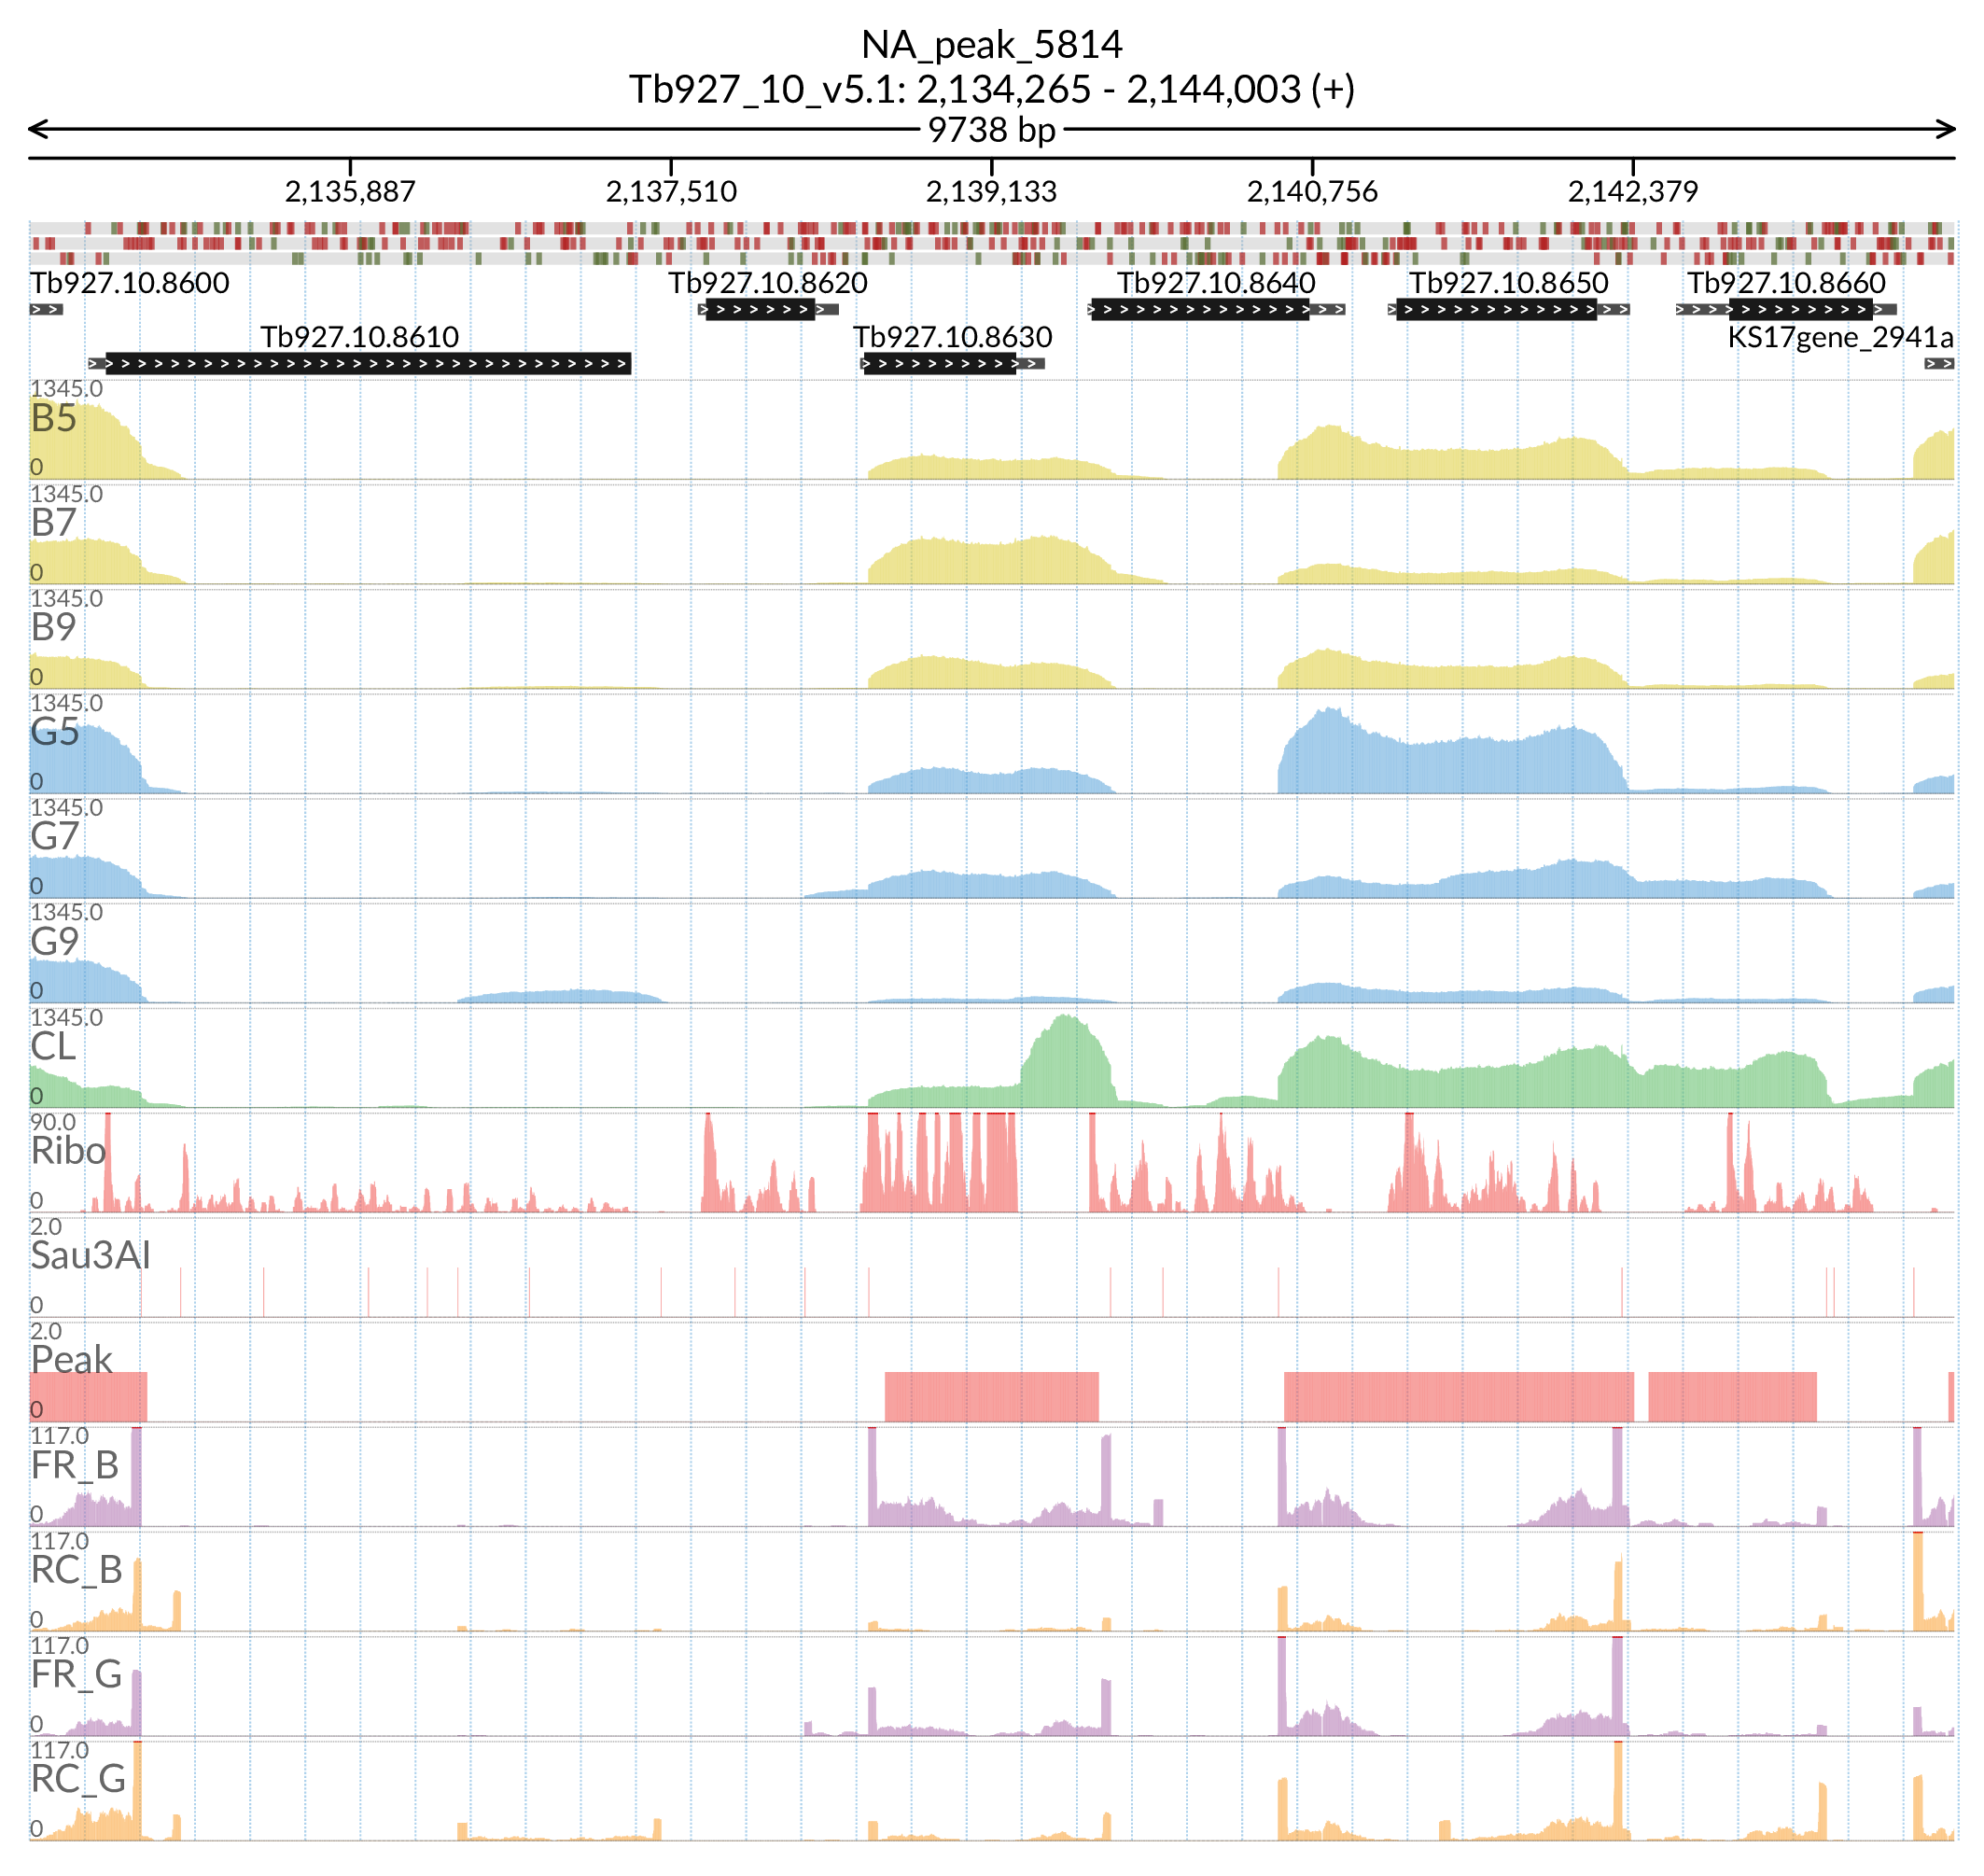 NA_peak_5814
Tb927_10_v5.1: 2,134,265 - 2,144,003 (+)
9738 bp
2,135,887 2,137,510 2,139,133 2,140,756 2,142,379
Tb927.10.8600 Tb927.10.8620 Tb927.10.8640 Tb927.10.8650 Tb927.10.8660
Tb927.10.8610 Tb927.10.8630 KS17gene_2941a
1345.0
B5
0
1345.0
B7
0
1345.0
B9
0
1345.0
G5
0
1345.0
G7
0
1345.0
G9
0
1345.0
CL
0
90.0
Ribo
0
2.0
Sau3AI
0
2.0
Peak
0
117.0
FR_B
0
117.0
RC_B
0
117.0
FR_G
0
117.0
RC_G
0